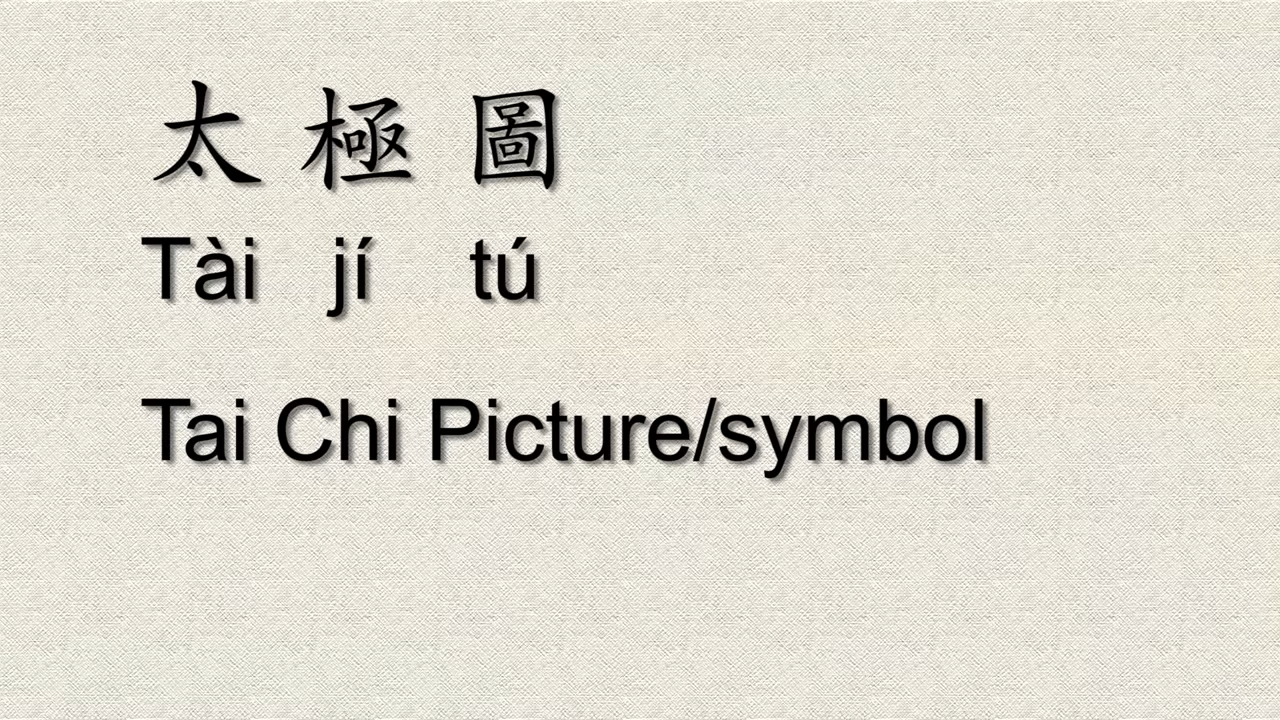 太極圖
Tài jí tú
Tai Chi Picture/symbol